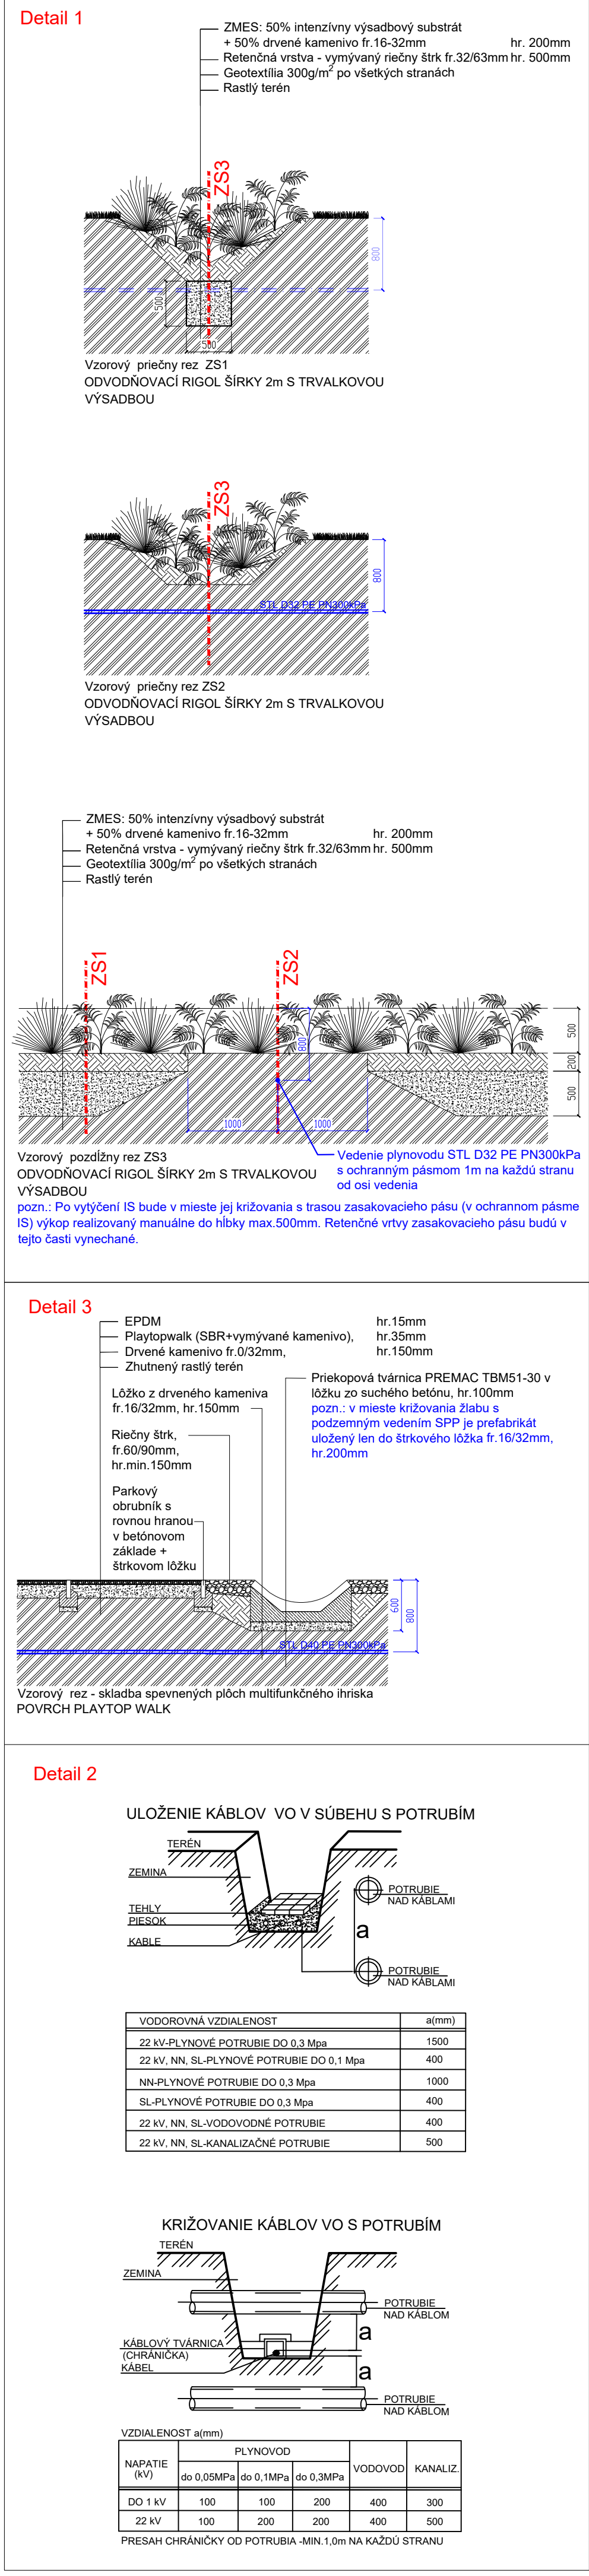 Detail 1
ZMES: 50% intenzívny výsadbový substrát
+ 50% drvené kamenivo fr.16-32mm hr. 200mm
Retenčná vrstva - vymývaný riečny štrk fr.32/63mm hr. 500mm
Geotextília 300g/m² po všetkých stranách
Rastlý terén
ZS3
800
500
500
Vzorový priečny rez ZS1
ODVODŇOVACÍ RIGOL ŠÍRKY 2m S TRVALKOVOU
VÝSADBOU
ZS3
800
STL D32 PE PN300kPa
Vzorový priečny rez ZS2
ODVODŇOVACÍ RIGOL ŠÍRKY 2m S TRVALKOVOU
VÝSADBOU
ZMES: 50% intenzívny výsadbový substrát
+ 50% drvené kamenivo fr.16-32mm hr. 200mm
Retenčná vrstva - vymývaný riečny štrk fr.32/63mm hr. 500mm
Geotextília 300g/m² po všetkých stranách
Rastlý terén
ZS1
ZS2
800
500
200
500
1000 1000
Vedenie plynovodu STL D32 PE PN300kPa
s ochranným pásmom 1m na každú stranu
od osi vedenia
Vzorový pozdĺžny rez ZS3
ODVODŇOVACÍ RIGOL ŠÍRKY 2m S TRVALKOVOU
VÝSADBOU
pozn.: Po vytýčení IS bude v mieste jej križovania s trasou zasakovacieho pásu (v ochrannom pásme
IS) výkop realizovaný manuálne do hĺbky max.500mm. Retenčné vrtvy zasakovacieho pásu budú v
tejto časti vynechané.
Detail 3
EPDM hr.15mm
Playtopwalk (SBR+vymývané kamenivo), hr.35mm
Drvené kamenivo fr.0/32mm, hr.150mm
Zhutnený rastlý terén
Priekopová tvárnica PREMAC TBM51-30 v
lôžku zo suchého betónu, hr.100mm
pozn.: v mieste križovania žlabu s
podzemným vedením SPP je prefabrikát
uložený len do štrkového lôžka fr.16/32mm,
hr.200mm
Lôžko z drveného kameniva
fr.16/32mm, hr.150mm
Riečny štrk,
fr.60/90mm,
hr.min.150mm
Parkový
obrubník s
rovnou hranou
v betónovom
základe +
štrkovom lôžku
600
800
STL D40 PE PN300kPa
Vzorový rez - skladba spevnených plôch multifunkčného ihriska
POVRCH PLAYTOP WALK
Detail 2
ULOŽENIE KÁBLOV VO V SÚBEHU S POTRUBÍM
TERÉN
ZEMINA
TEHLY
PIESOK
KABLE
POTRUBIE
NAD KÁBLAMI
a
POTRUBIE
NAD KÁBLAMI
VODOROVNÁ VZDIALENOST a(mm)
22 kV-PLYNOVÉ POTRUBIE DO 0,3 Mpa 1500
22 kV, NN, SL-PLYNOVÉ POTRUBIE DO 0,1 Mpa 400
NN-PLYNOVÉ POTRUBIE DO 0,3 Mpa 1000
SL-PLYNOVÉ POTRUBIE DO 0,3 Mpa 400
22 kV, NN, SL-VODOVODNÉ POTRUBIE 400
22 kV, NN, SL-KANALIZAČNÉ POTRUBIE 500
KRIŽOVANIE KÁBLOV VO S POTRUBÍM
TERÉN
ZEMINA
POTRUBIE
NAD KÁBLOM
a
KÁBLOVÝ TVÁRNICA
(CHRÁNIČKA)
KÁBEL
a
POTRUBIE
NAD KÁBLOM
VZDIALENOST a(mm)
NAPATIE
(kV)
PLYNOVOD
do 0,05MPa do 0,1MPa do 0,3MPa
VODOVOD KANALIZ.
DO 1 kV 100 100 200 400 300
22 kV 100 200 200 400 500
PRESAH CHRÁNIČKY OD POTRUBIA -MIN.1,0m NA KAŽDÚ STRANU